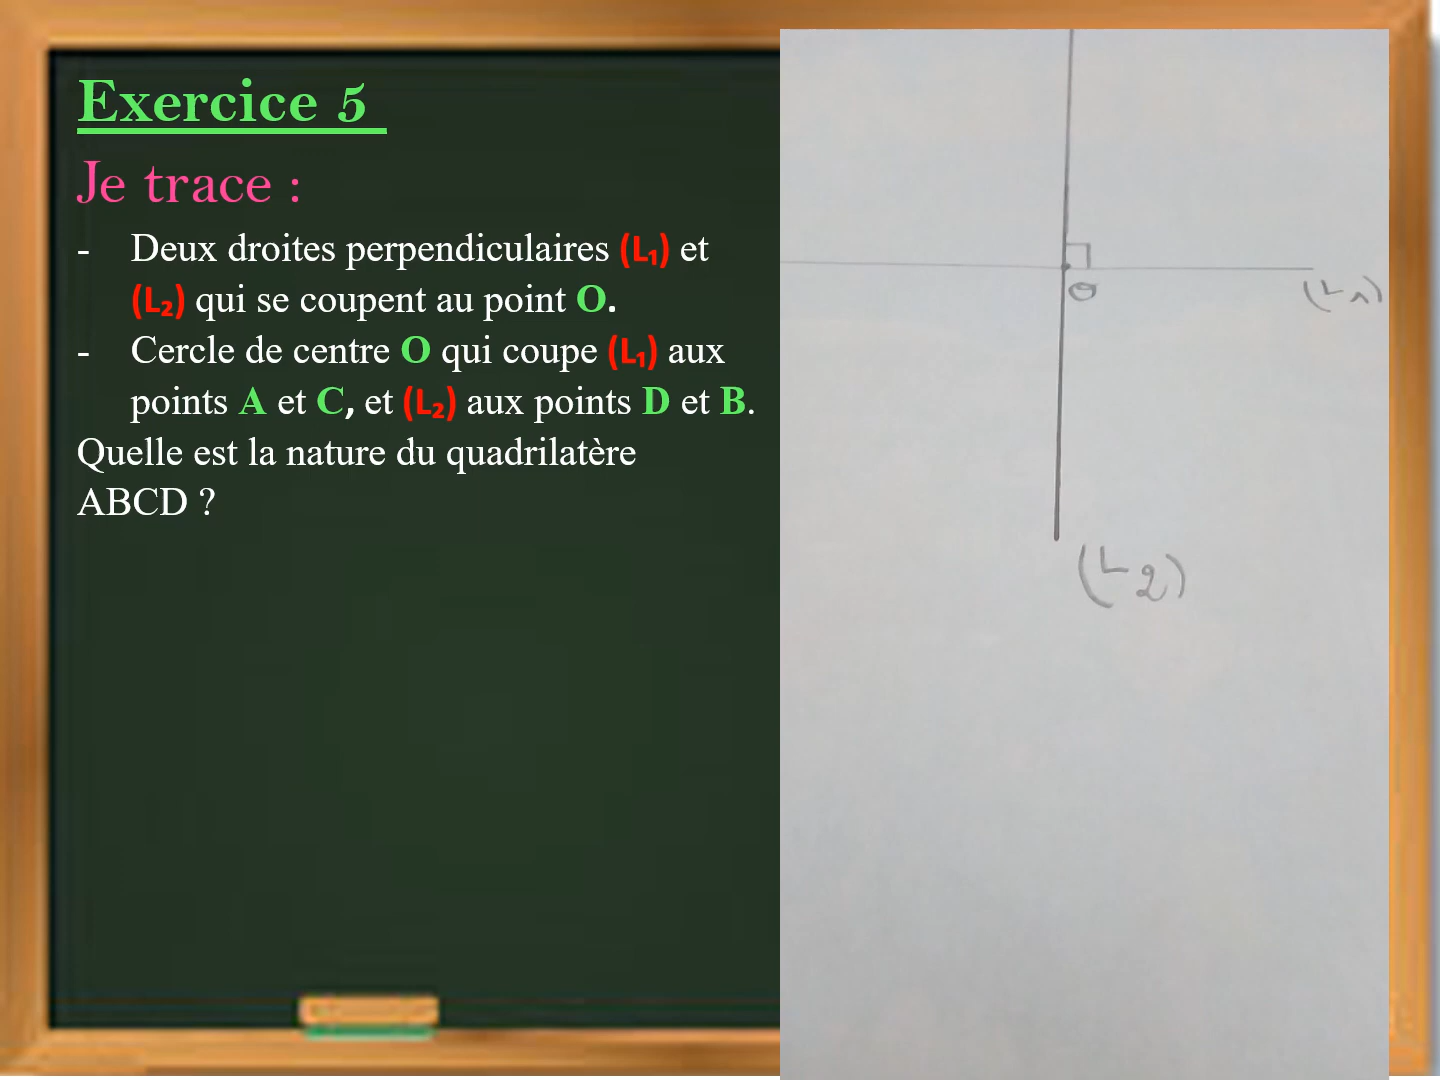 Exercice 5
Je trace :
- Deux droites perpendiculaires (L₁) et
(L₂) qui se coupent au point O.
- Cercle de centre O qui coupe (L₁) aux
points A et C, et (L₂) aux points D et B.
Quelle est la nature du quadrilatère
ABCD ?
O
(L1)
(L2)